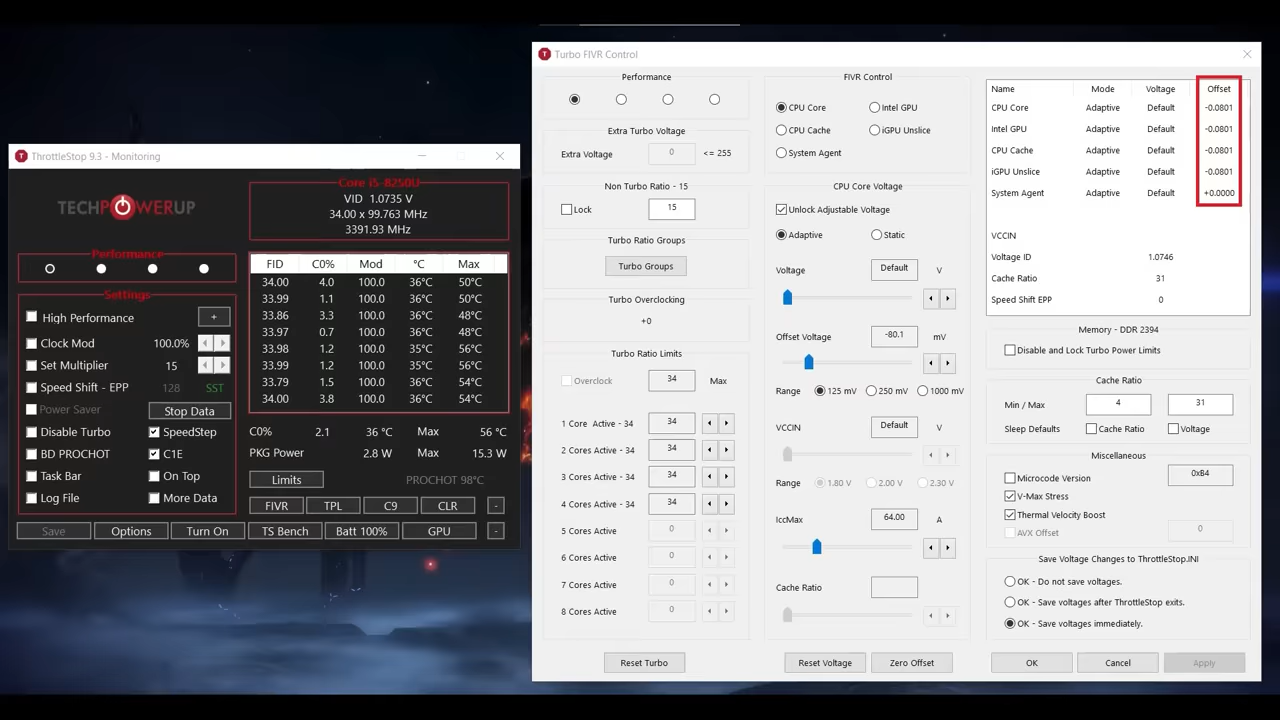 ThrottleStop 9.3 - Monitoring
TECHPOWERUP
Core i5-8250U
VID 1.0735 V
34.00 x 99.763 MHz
3391.93 MHz
Performance
FID C0% Mod °C Max
34.00 4.0 100.0 36°C 50°C
33.99 1.1 100.0 36°C 50°C
33.86 3.3 100.0 36°C 48°C
33.97 0.7 100.0 36°C 48°C
33.98 1.2 100.0 35°C 56°C
33.99 1.2 100.0 35°C 56°C
33.79 1.5 100.0 36°C 54°C
34.00 3.8 100.0 36°C 54°C
Settings
High Performance +
Clock Mod 100.0%
Set Multiplier 15
Speed Shift - EPP 128 SST
Power Saver Stop Data
Disable Turbo SpeedStep
BD PROCHOT C1E
Task Bar On Top
Log File More Data
C0% 2.1 36 °C Max 56 °C
PKG Power 2.8 W Max 15.3 W
Limits PROCHOT 98°C
FIVR TPL C9 CLR -
Save Options Turn On TS Bench Batt 100% GPU -
Turbo FIVR Control
Performance
Extra Turbo Voltage
Extra Voltage 0 <= 255
Non Turbo Ratio - 15
Lock 15
Turbo Ratio Groups
Turbo Groups
Turbo Overclocking
+0
Turbo Ratio Limits
Overclock 34 Max
1 Core Active - 34 34
2 Cores Active - 34 34
3 Cores Active - 34 34
4 Cores Active - 34 34
5 Cores Active 0
6 Cores Active 0
7 Cores Active 0
8 Cores Active 0
Reset Turbo
FIVR Control
CPU Core Intel GPU
CPU Cache iGPU Unslice
System Agent
CPU Core Voltage
Unlock Adjustable Voltage
Adaptive Static
Voltage Default V
Offset Voltage -80.1 mV
Range 125 mV 250 mV 1000 mV
VCCIN Default V
Range 1.80 V 2.00 V 2.30 V
IccMax 64.00 A
Cache Ratio
Reset Voltage Zero Offset
Name Mode Voltage Offset
CPU Core Adaptive Default -0.0801
Intel GPU Adaptive Default -0.0801
CPU Cache Adaptive Default -0.0801
iGPU Unslice Adaptive Default -0.0801
System Agent Adaptive Default +0.0000
VCCIN
Voltage ID 1.0746
Cache Ratio 31
Speed Shift EPP 0
Memory - DDR 2394
Disable and Lock Turbo Power Limits
Cache Ratio
Min / Max 4 31
Sleep Defaults Cache Ratio Voltage
Miscellaneous
Microcode Version 0xB4
V-Max Stress
Thermal Velocity Boost
AVX Offset 0
Save Voltage Changes to ThrottleStop.INI
OK - Do not save voltages.
OK - Save voltages after ThrottleStop exits.
OK - Save voltages immediately.
OK Cancel Apply